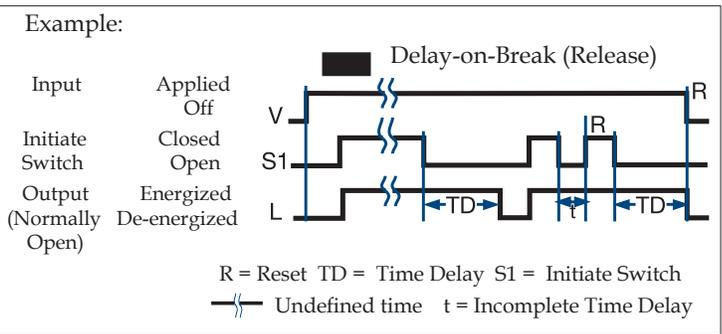 Example:
Delay-on-Break (Release)
Input Applied
Off
V
R
Initiate Closed
Switch Open
S1
R
Output Energized
(Normally De-energized
Open)
L
TD
t
TD
R = Reset TD = Time Delay S1 = Initiate Switch
Undefined time t = Incomplete Time Delay